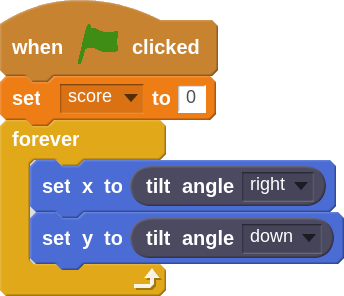 when clicked
set score to 0
forever
set x to tilt angle right
set y to tilt angle down